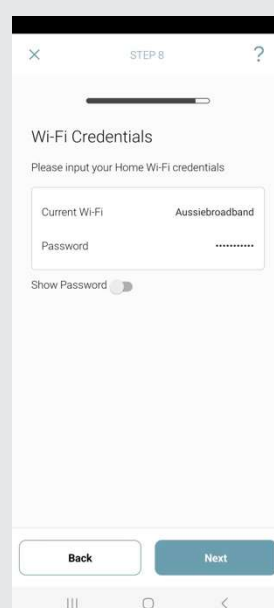 STEP 8
?
Wi-Fi Credentials
Please input your Home Wi-Fi credentials
Current Wi-Fi Aussiebroadband
Password •••••••••••
Show Password
Back Next